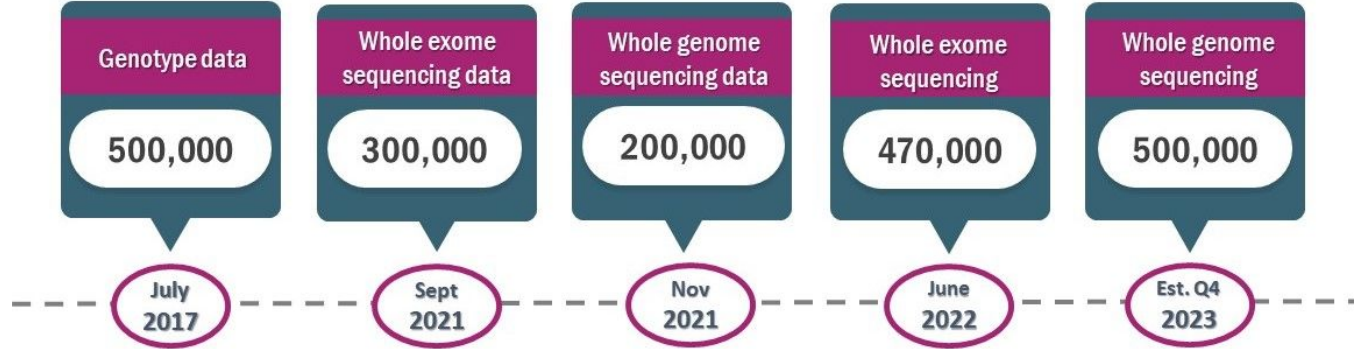 Genotype data
500,000
July
2017
Whole exome
sequencing data
300,000
Sept
2021
Whole genome
sequencing data
200,000
Nov
2021
Whole exome
sequencing
470,000
June
2022
Whole genome
sequencing
500,000
Est. Q4
2023